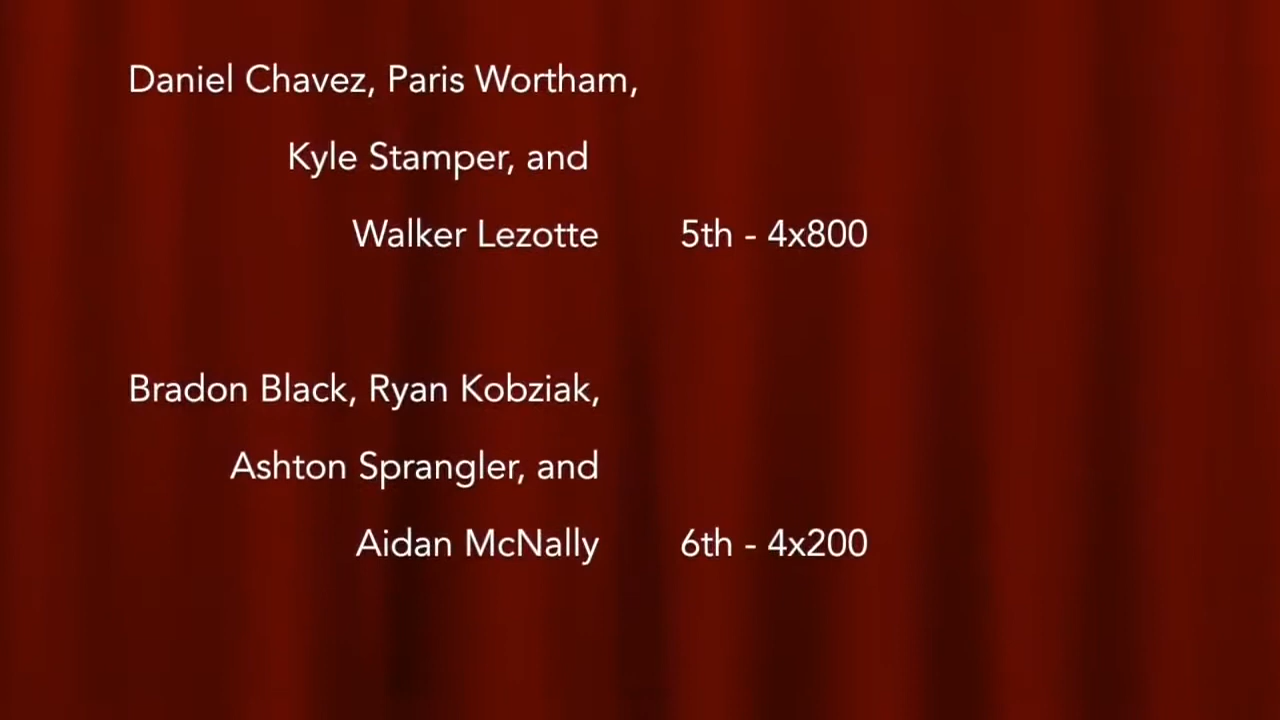 Daniel Chavez, Paris Wortham,
Kyle Stamper, and
Walker Lezotte 5th - 4x800
Bradon Black, Ryan Kobziak,
Ashton Sprangler, and
Aidan McNally 6th - 4x200